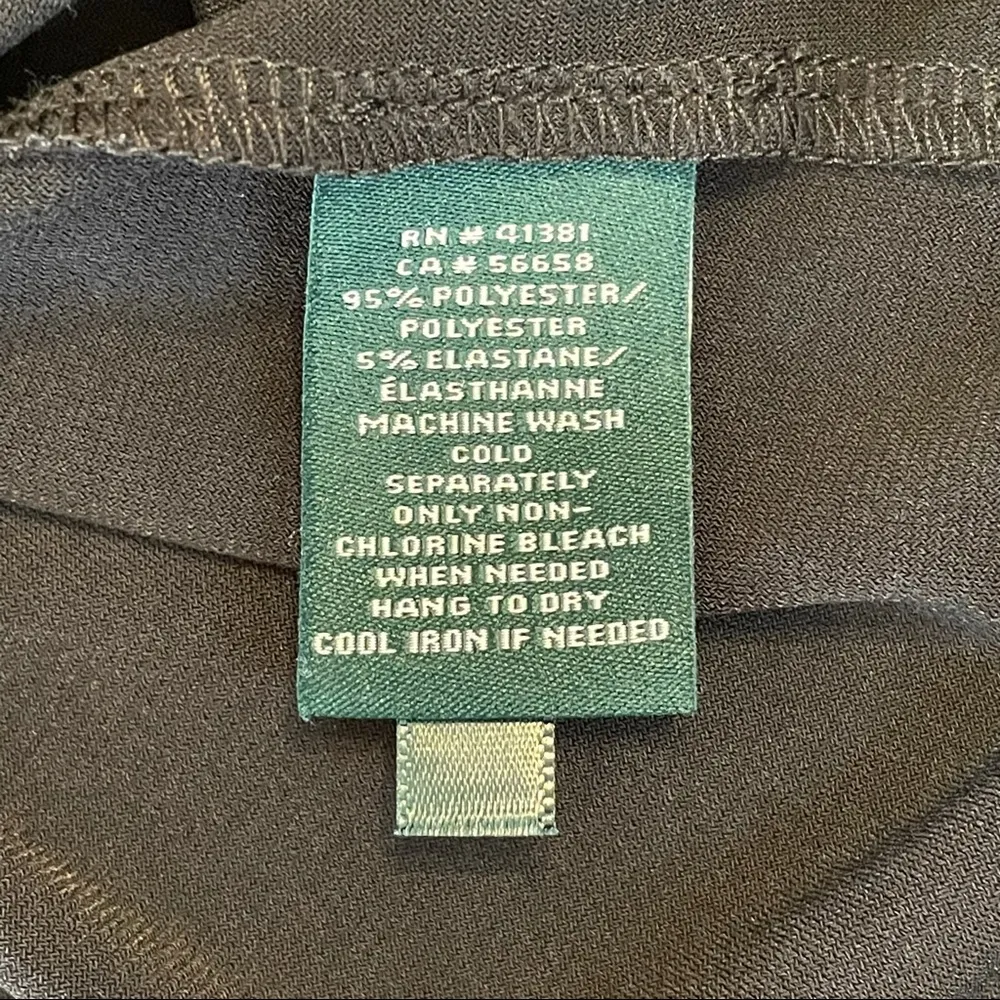 RN # 41381
CA # 56658
95% POLYESTER/
POLYESTER
5% ELASTANE/
ÉLASTHANNE
MACHINE WASH
COLD
SEPARATELY
ONLY NON-
CHLORINE BLEACH
WHEN NEEDED
HANG TO DRY
COOL IRON IF NEEDED